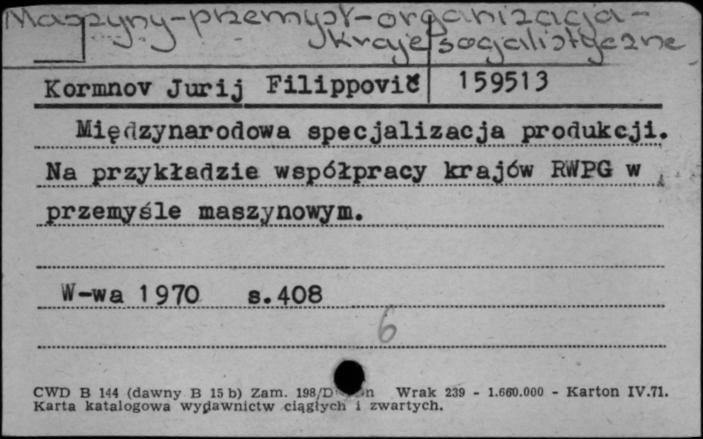 Maszyny-przemysł-organizacja-
kraje socjalistyczne
Kormnov Jurij Filippovič 159513
Międzynarodowa specjalizacja produkcji.
Na przykładzie współpracy krajów RWPG w
przemyśle maszynowym.
W-wa 1970 s.408
6
CWD B 144 (dawny B 15 b) Zam. 198/D Wrak 239 - 1.660.000 - Karton IV.71.
Karta katalogowa wydawnictw ciągłych i zwartych.